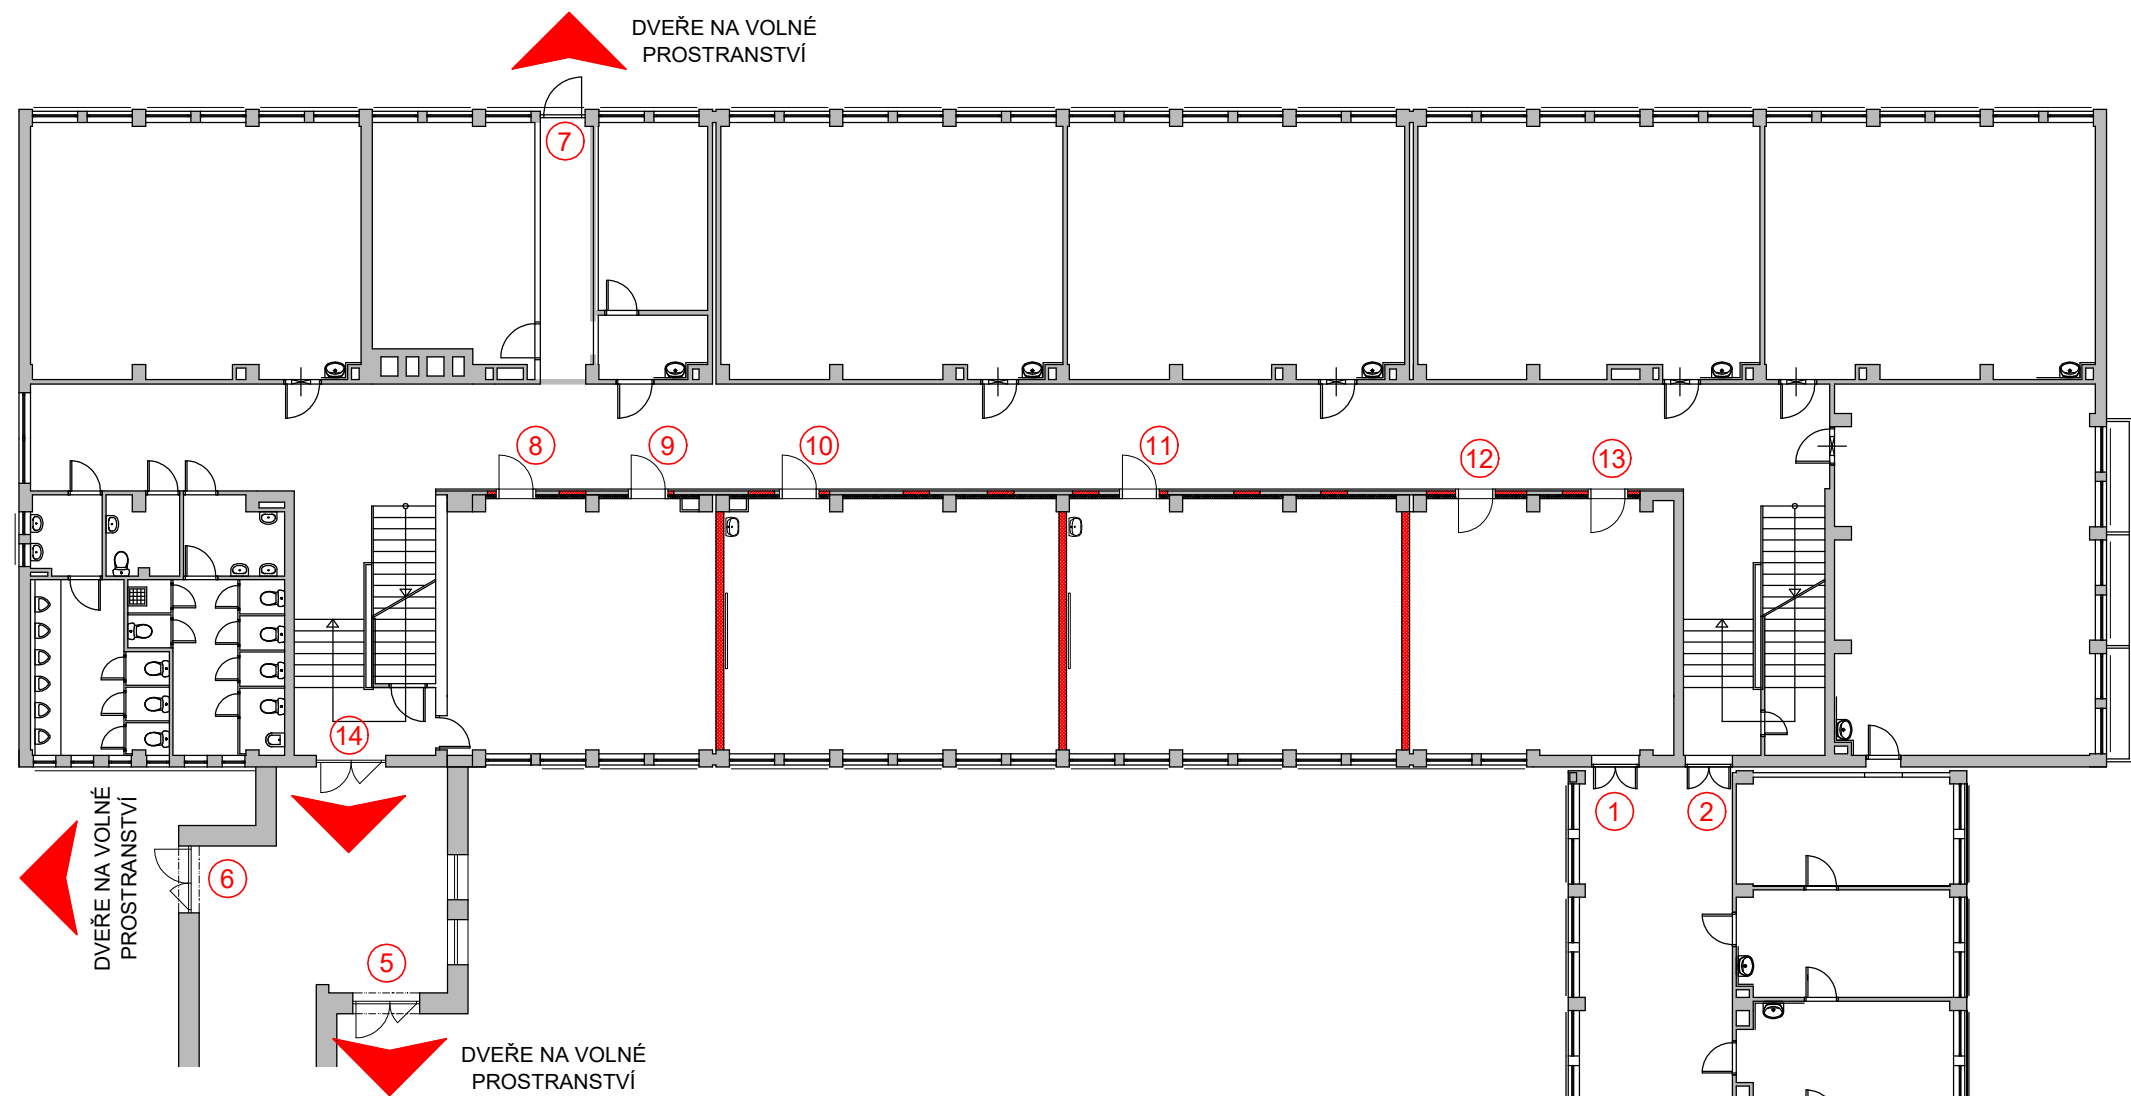 DVEŘE NA VOLNÉ
PROSTRANSTVÍ
7
8
9
10
11
12
13
14
1
2
DVEŘE NA VOLNÉ
PROSTRANSTVÍ
6
5
DVEŘE NA VOLNÉ
PROSTRANSTVÍ